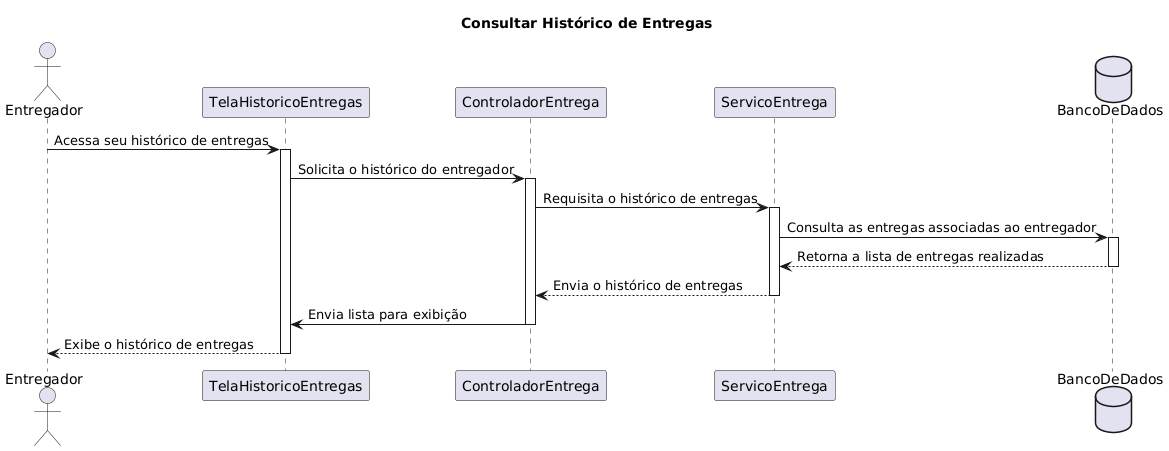 Consultar Histórico de Entregas
Entregador
TelaHistoricoEntregas
ControladorEntrega
ServicoEntrega
BancoDeDados
Acessa seu histórico de entregas
Solicita o histórico do entregador
Requisita o histórico de entregas
Consulta as entregas associadas ao entregador
Retorna a lista de entregas realizadas
Envia o histórico de entregas
Envia lista para exibição
Exibe o histórico de entregas
Entregador
TelaHistoricoEntregas
ControladorEntrega
ServicoEntrega
BancoDeDados